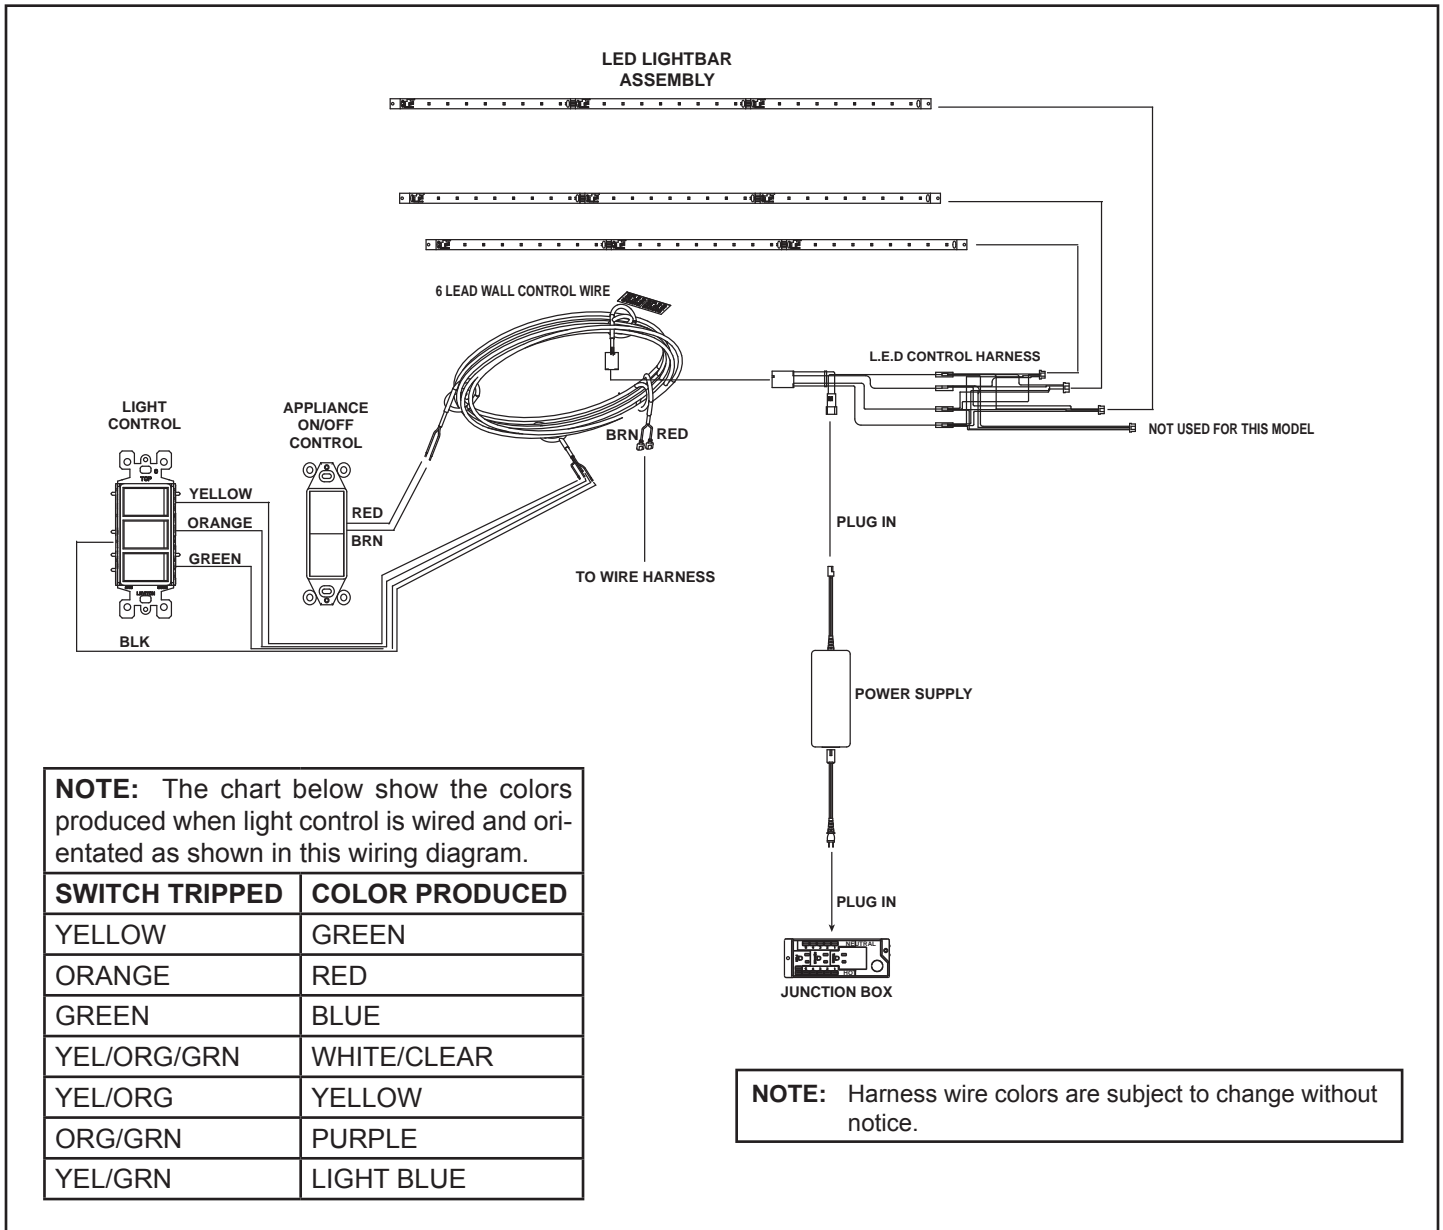 LED LIGHTBAR
ASSEMBLY
6 LEAD WALL CONTROL WIRE
L.E.D CONTROL HARNESS
LIGHT
CONTROL
APPLIANCE
ON/OFF
CONTROL
BRN
RED
NOT USED FOR THIS MODEL
TOP
YELLOW
ORANGE
GREEN
RED
BRN
PLUG IN
TO WIRE HARNESS
BLK
POWER SUPPLY
PLUG IN
NEUTRAL
HOT
JUNCTION BOX
NOTE: The chart below show the colors
produced when light control is wired and ori-
entated as shown in this wiring diagram.
SWITCH TRIPPED COLOR PRODUCED
YELLOW GREEN
ORANGE RED
GREEN BLUE
YEL/ORG/GRN WHITE/CLEAR
YEL/ORG YELLOW
ORG/GRN PURPLE
YEL/GRN LIGHT BLUE
NOTE: Harness wire colors are subject to change without
notice.